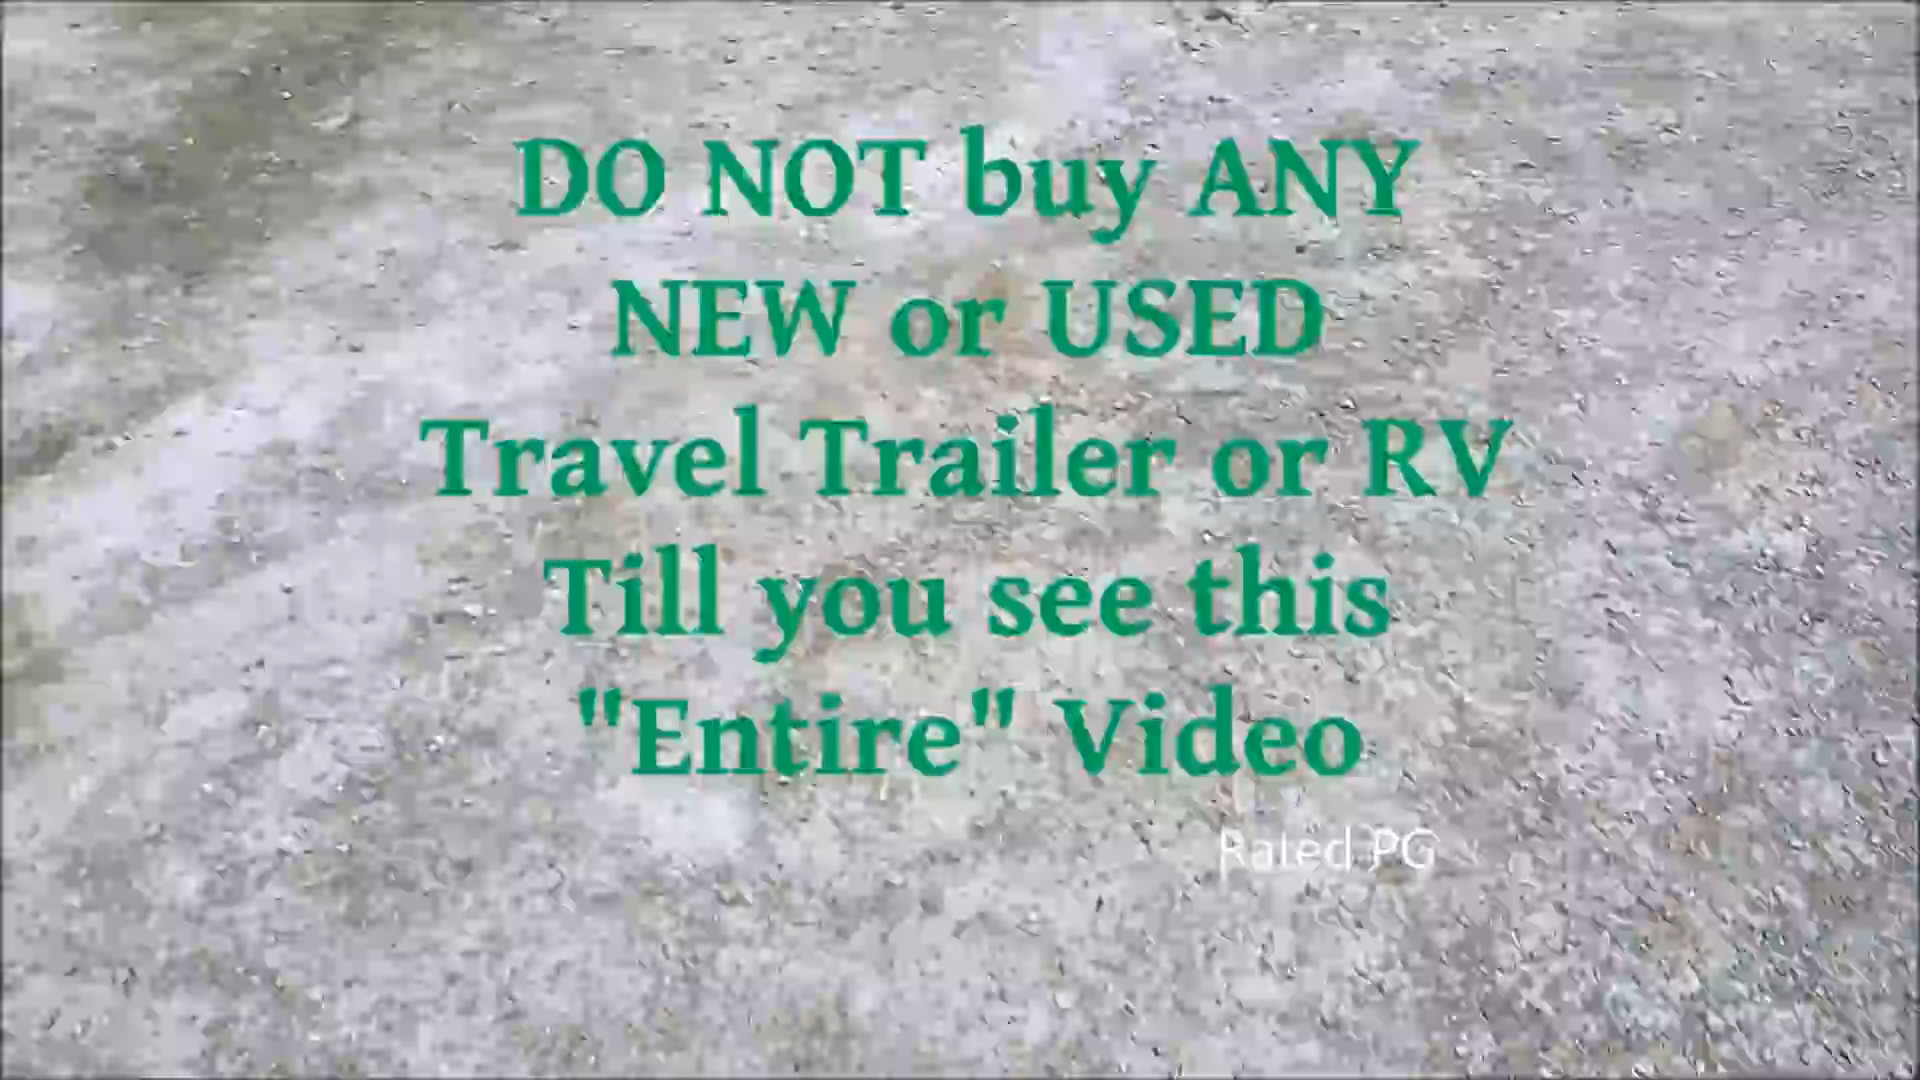 DO NOT buy ANY
NEW or USED
Travel Trailer or RV
Till you see this
"Entire" Video
Rated PG